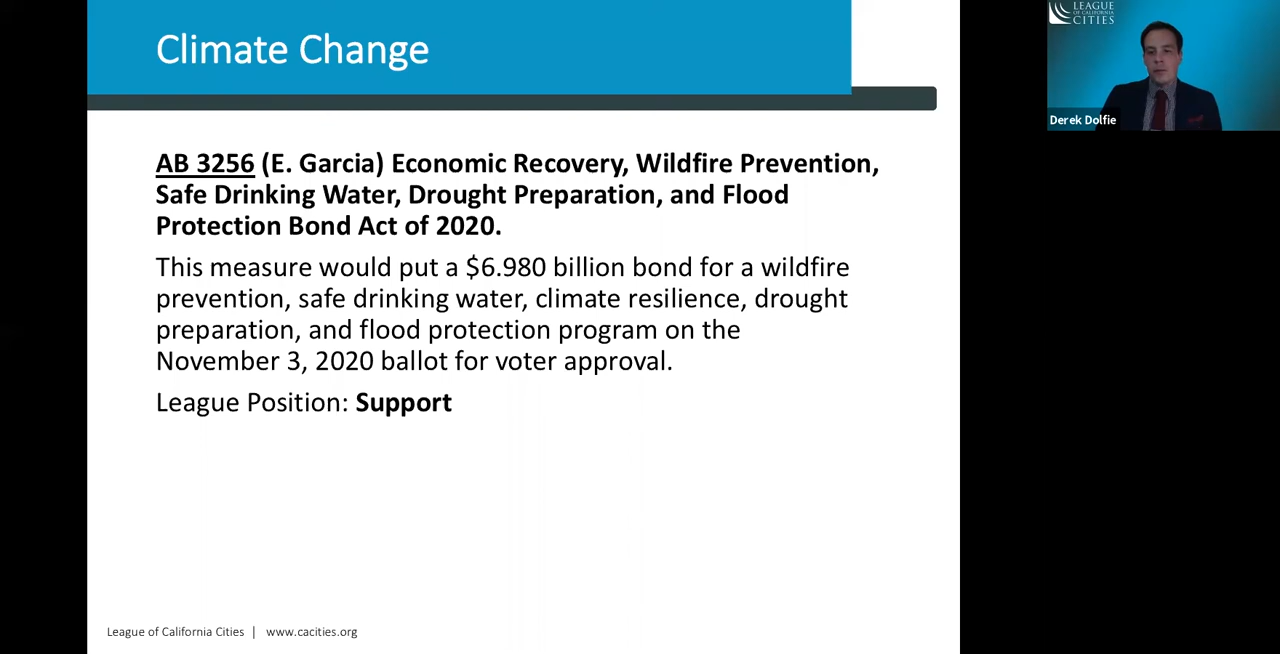 Climate Change
AB 3256 (E. Garcia) Economic Recovery, Wildfire Prevention,
Safe Drinking Water, Drought Preparation, and Flood
Protection Bond Act of 2020.
This measure would put a $6.980 billion bond for a wildfire
prevention, safe drinking water, climate resilience, drought
preparation, and flood protection program on the
November 3, 2020 ballot for voter approval.
League Position: Support
League of California Cities | www.cacities.org
LEAGUE
OF CALIFORNIA
CITIES
Derek Dolfie